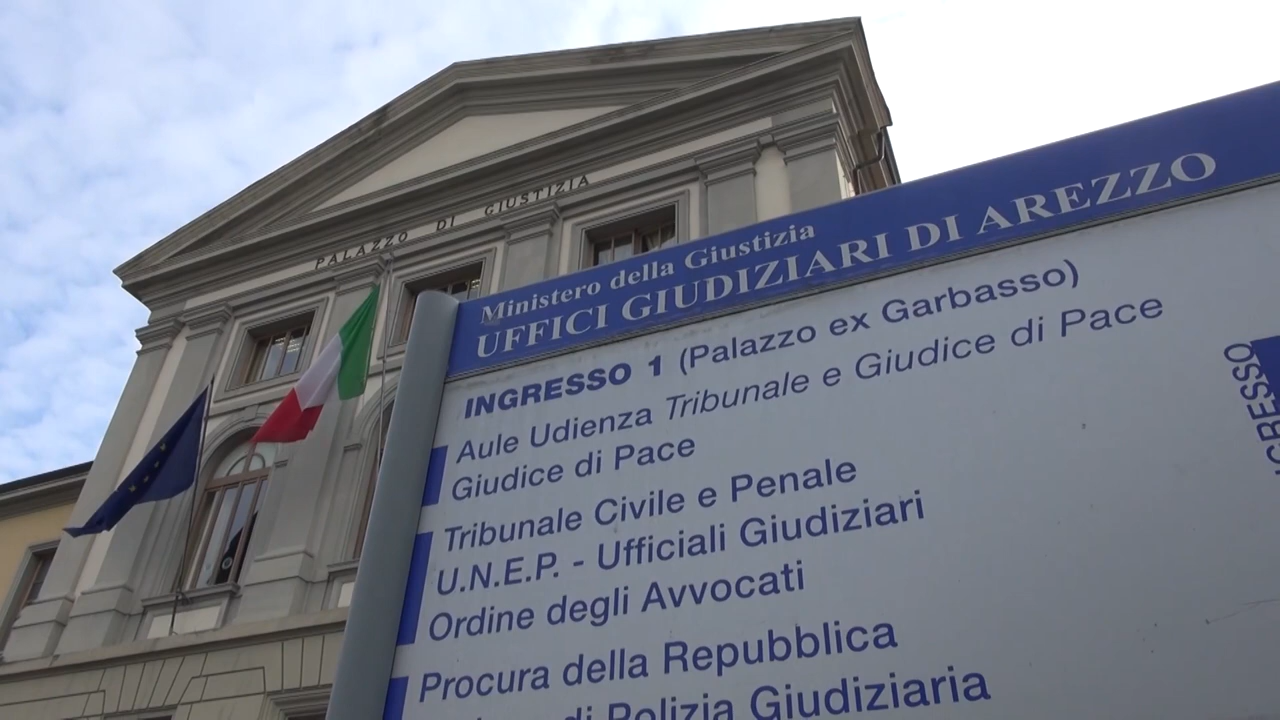 PALAZZO DI GIUSTIZIA
Ministero della Giustizia
UFFICI GIUDIZIARI DI AREZZO
INGRESSO 1 (Palazzo ex Garbasso)
Aule Udienza Tribunale e Giudice di Pace
Giudice di Pace
Tribunale Civile e Penale
U.N.E.P. - Ufficiali Giudiziari
Ordine degli Avvocati
Procura della Repubblica
di Polizia Giudiziaria